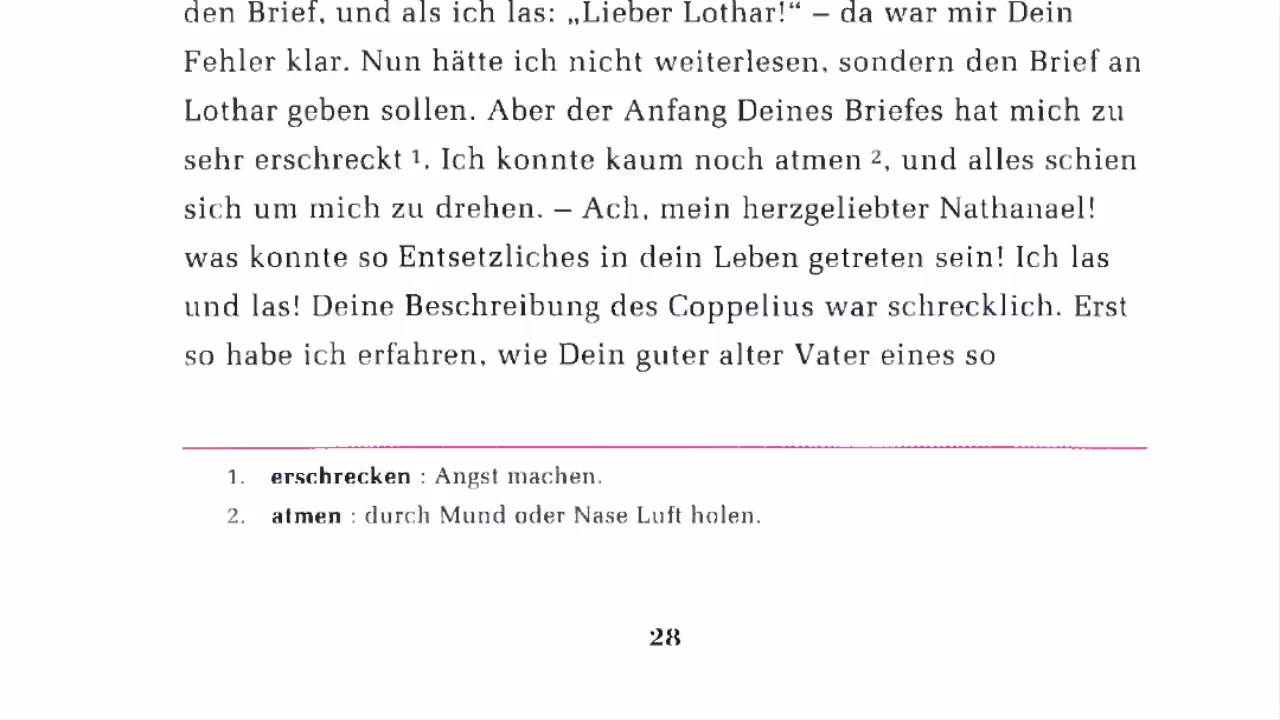 den Brief, und als ich las: „Lieber Lothar!“ – da war mir Dein
Fehler klar. Nun hätte ich nicht weiterlesen, sondern den Brief an
Lothar geben sollen. Aber der Anfang Deines Briefes hat mich zu
sehr erschreckt 1. Ich konnte kaum noch atmen 2, und alles schien
sich um mich zu drehen. – Ach, mein herzgeliebter Nathanael!
was konnte so Entsetzliches in dein Leben getreten sein! Ich las
und las! Deine Beschreibung des Coppelius war schrecklich. Erst
so habe ich erfahren, wie Dein guter alter Vater eines so
1. erschrecken : Angst machen.
2. atmen : durch Mund oder Nase Luft holen.
28